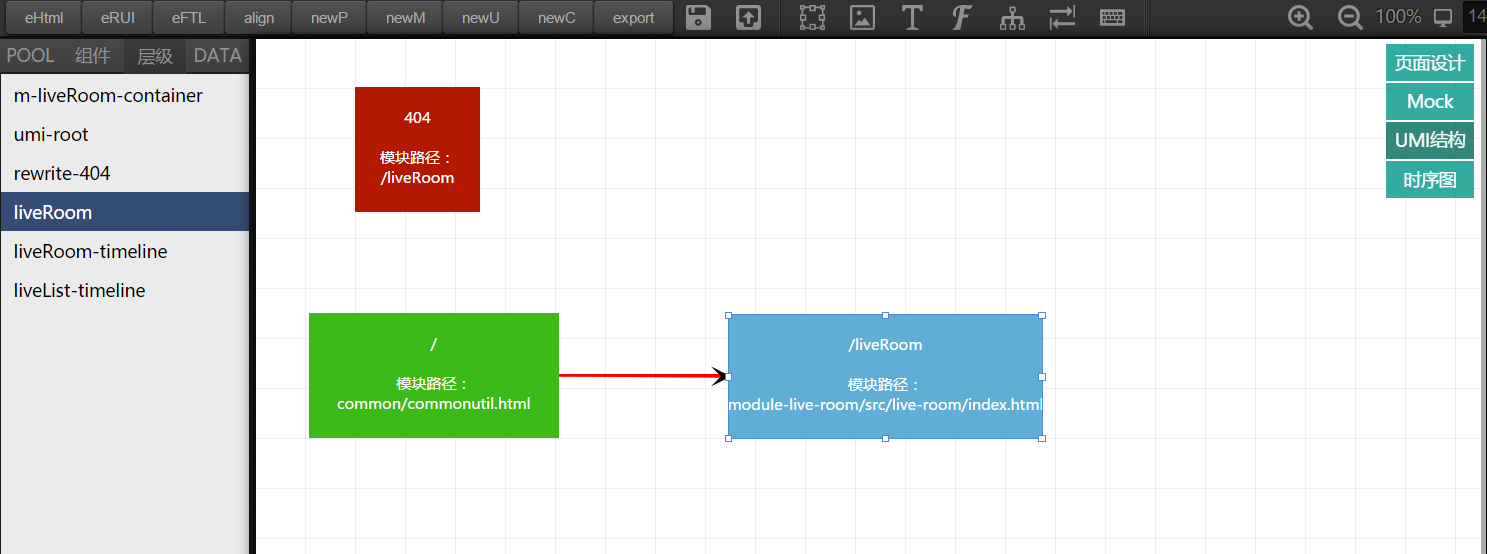 eHtml eRUI eFTL align newP newM newU newC export 100% 14
POOL 组件 层级 DATA
m-liveRoom-container
umi-root
rewrite-404
liveRoom
liveRoom-timeline
liveList-timeline
404
模块路径：
/liveRoom
/
模块路径：
common/commonutil.html
/liveRoom
模块路径：
module-live-room/src/live-room/index.html
页面设计
Mock
UMI结构
时序图